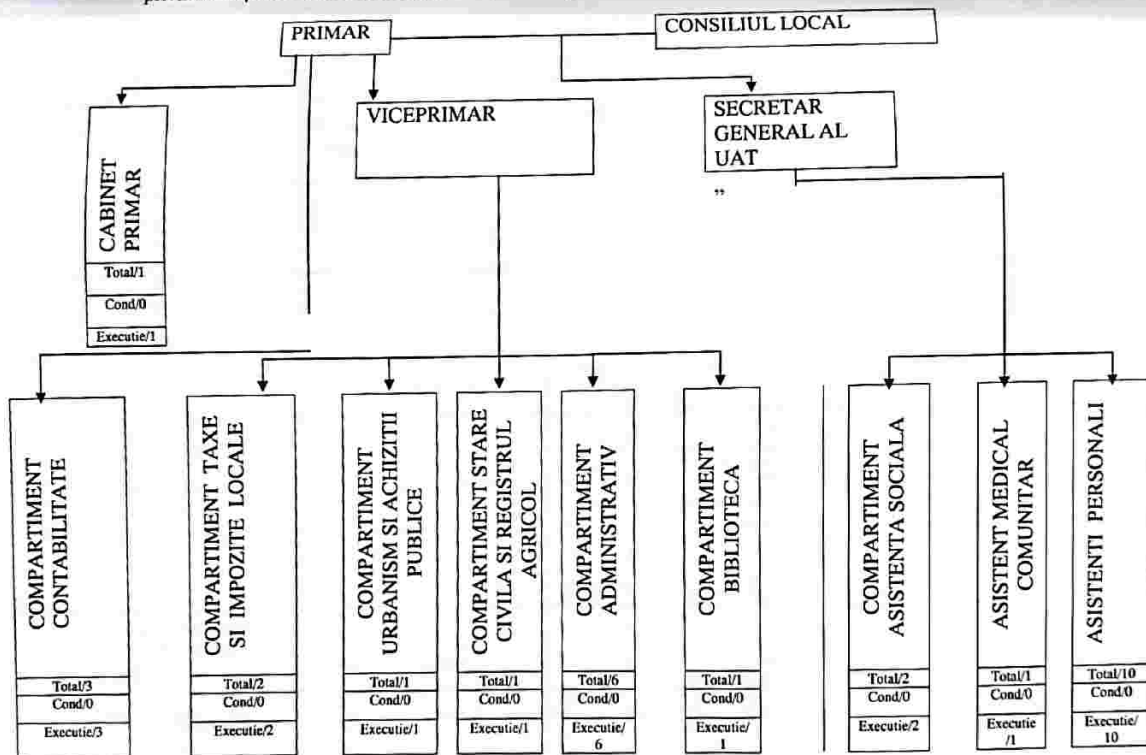 PRIMAR
CONSILIUL LOCAL
VICEPRIMAR
SECRETAR
GENERAL AL
UAT
”
CABINET
PRIMAR
Total/1
Cond/0
Executie/1
COMPARTIMENT
CONTABILITATE
Total/3
Cond/0
Executie/3
COMPARTIMENT TAXE
SI IMPOZITE LOCALE
Total/2
Cond/0
Executie/2
COMPARTIMENT
URBANISM SI ACHIZITII
PUBLICE
Total/1
Cond/0
Executie/1
COMPARTIMENT STARE
CIVILA SI REGISTRUL
AGRICOL
Total/1
Cond/0
Executie/1
COMPARTIMENT
ADMINISTRATIV
Total/6
Cond/0
Executie/
6
COMPARTIMENT
BIBLIOTECA
Total/1
Cond/0
Executie/
1
COMPARTIMENT
ASISTENTA SOCIALA
Total/2
Cond/0
Executie/2
ASISTENT MEDICAL
COMUNITAR
Total/1
Cond/0
Executie
/1
ASISTENTI PERSONALI
Total/10
Cond/0
Executie/
10